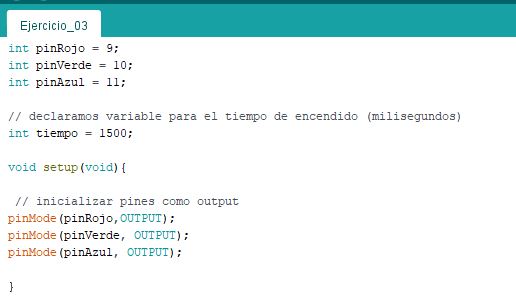 Ejercicio_03
int pinRojo = 9;
int pinVerde = 10;
int pinAzul = 11;
// declaramos variable para el tiempo de encendido (milisegundos)
int tiempo = 1500;
void setup(void){
// inicializar pines como output
pinMode(pinRojo,OUTPUT);
pinMode(pinVerde, OUTPUT);
pinMode(pinAzul, OUTPUT);
}